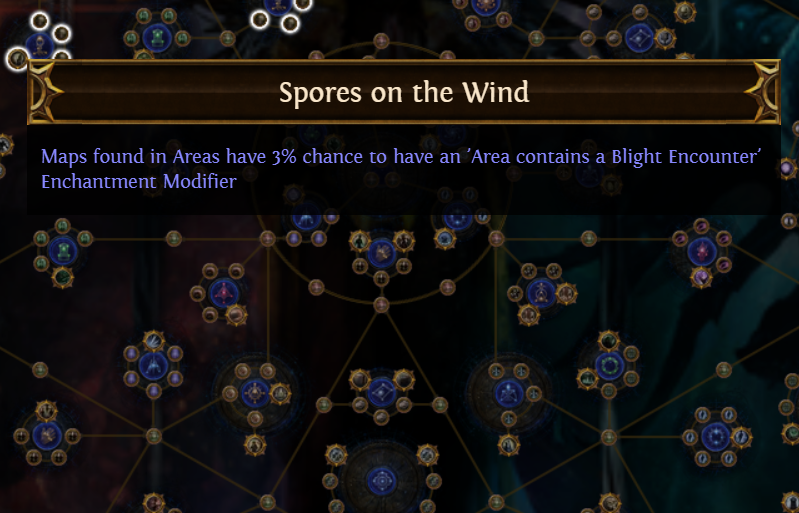 Spores on the Wind
Maps found in Areas have 3% chance to have an 'Area contains a Blight Encounter'
Enchantment Modifier